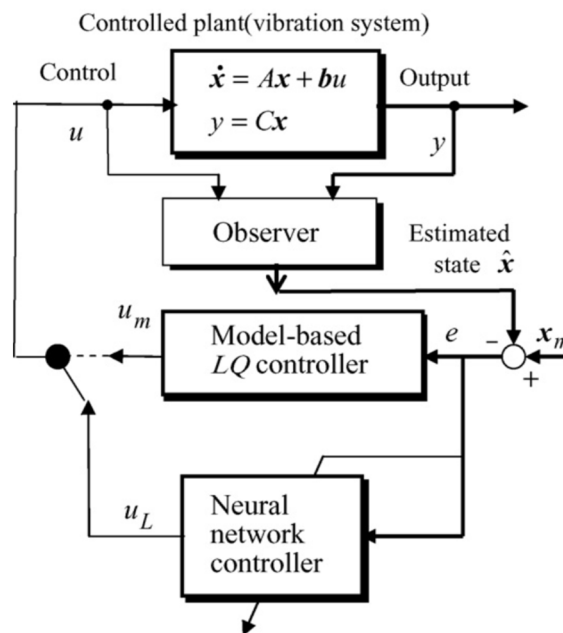 Controlled plant(vibration system)
Control
ẋ = Ax + bu
Output
u
y = Cx
y
Observer
Estimated
state x̂
u_m
Model-based
LQ controller
e
−
x_m
+
u_L
Neural
network
controller